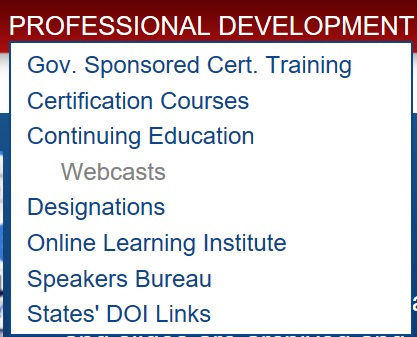 PROFESSIONAL DEVELOPMENT
Gov. Sponsored Cert. Training
Certification Courses
Continuing Education
Webcasts
Designations
Online Learning Institute
Speakers Bureau
States' DOI Links